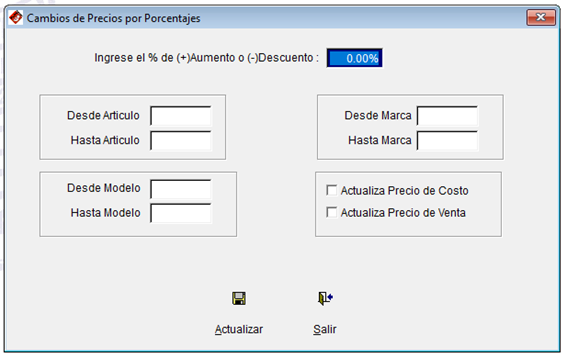 Cambios de Precios por Porcentajes
Ingrese el % de (+)Aumento o (-)Descuento : 0.00%
Desde Articulo
Hasta Articulo
Desde Marca
Hasta Marca
Desde Modelo
Hasta Modelo
Actualiza Precio de Costo
Actualiza Precio de Venta
Actualizar
Salir